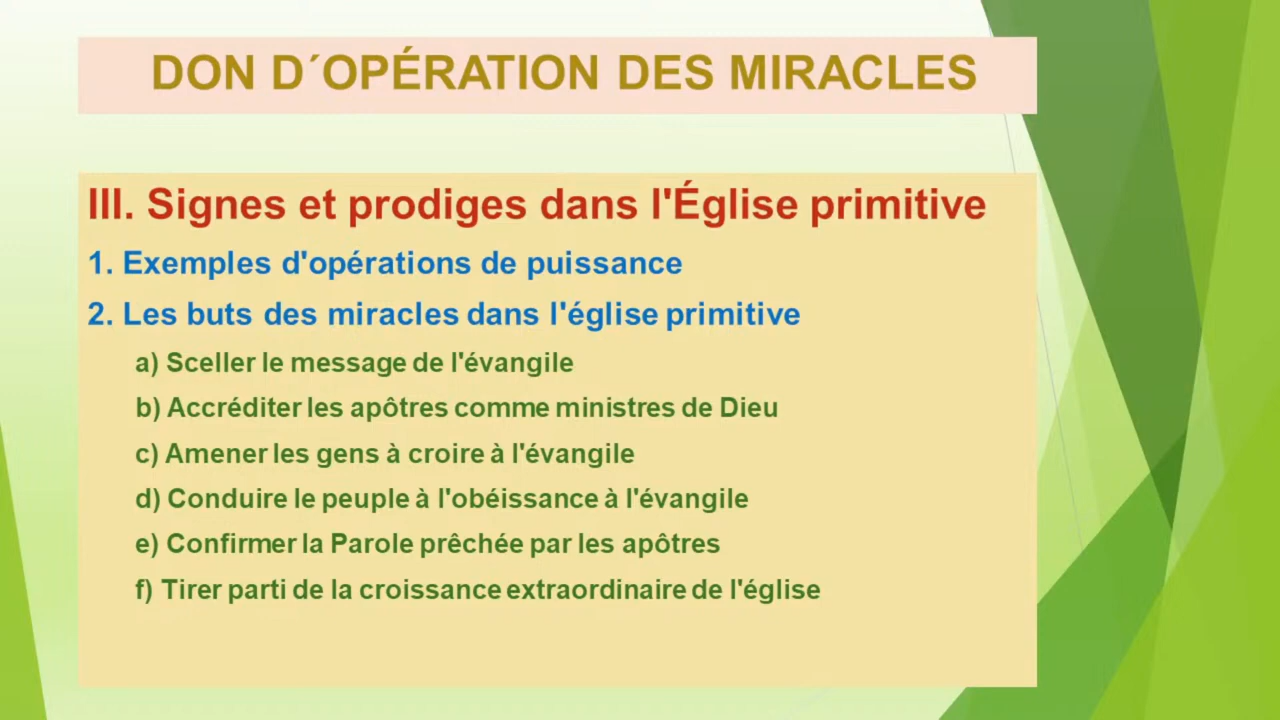 DON D´OPÉRATION DES MIRACLES
III. Signes et prodiges dans l'Église primitive
1. Exemples d'opérations de puissance
2. Les buts des miracles dans l'église primitive
a) Sceller le message de l'évangile
b) Accréditer les apôtres comme ministres de Dieu
c) Amener les gens à croire à l'évangile
d) Conduire le peuple à l'obéissance à l'évangile
e) Confirmer la Parole prêchée par les apôtres
f) Tirer parti de la croissance extraordinaire de l'église